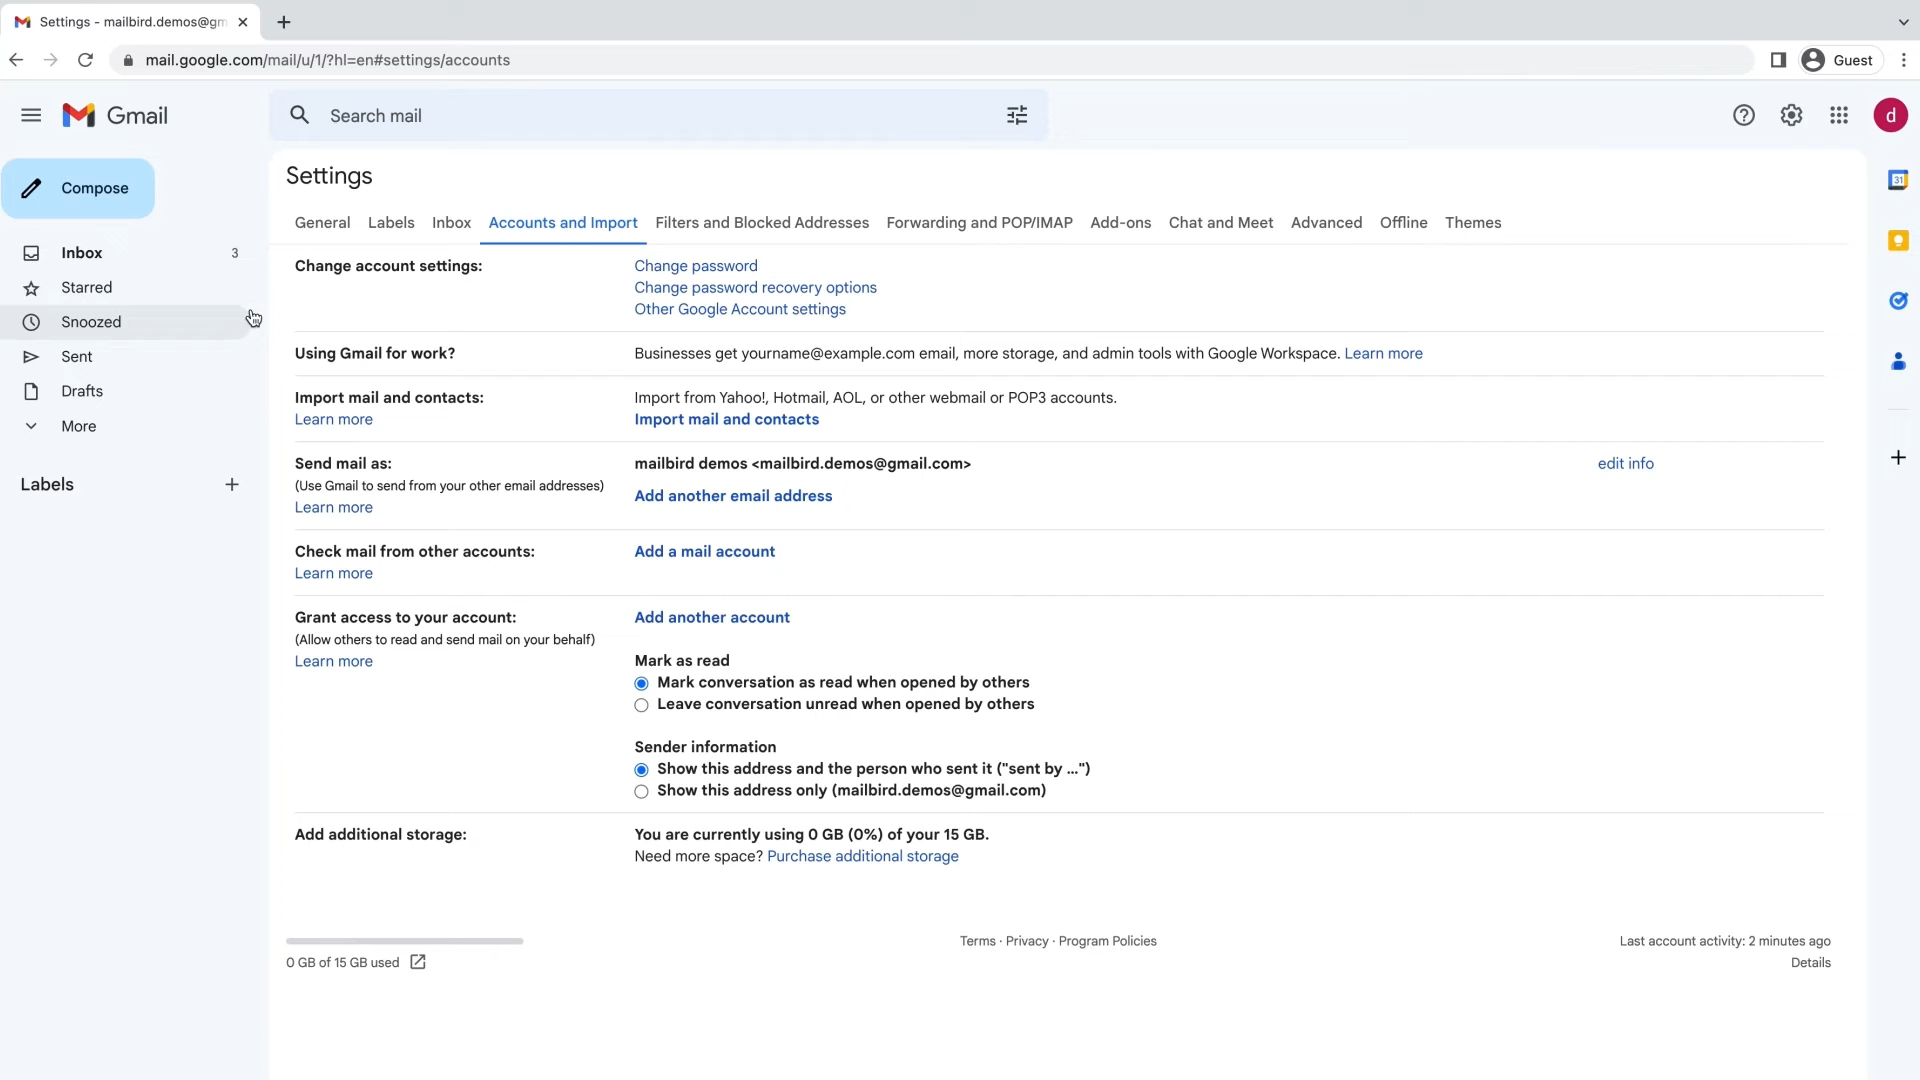 Settings - mailbird.demos@gm
mail.google.com/mail/u/1/?hl=en#settings/accounts
Guest
Gmail
Search mail
d
Compose
Inbox 3
Starred
Snoozed
Sent
Drafts
More
Labels
Settings
General Labels Inbox Accounts and Import Filters and Blocked Addresses Forwarding and POP/IMAP Add-ons Chat and Meet Advanced Offline Themes
Change account settings: Change password
Change password recovery options
Other Google Account settings
Using Gmail for work? Businesses get yourname@example.com email, more storage, and admin tools with Google Workspace. Learn more
Import mail and contacts: Import from Yahoo!, Hotmail, AOL, or other webmail or POP3 accounts.
Learn more Import mail and contacts
Send mail as: mailbird demos <mailbird.demos@gmail.com> edit info
(Use Gmail to send from your other email addresses)
Add another email address
Learn more
Check mail from other accounts: Add a mail account
Learn more
Grant access to your account: Add another account
(Allow others to read and send mail on your behalf)
Learn more
Mark as read
Mark conversation as read when opened by others
Leave conversation unread when opened by others
Sender information
Show this address and the person who sent it ("sent by ...")
Show this address only (mailbird.demos@gmail.com)
Add additional storage: You are currently using 0 GB (0%) of your 15 GB.
Need more space? Purchase additional storage
0 GB of 15 GB used
Terms · Privacy · Program Policies
Last account activity: 2 minutes ago
Details
31